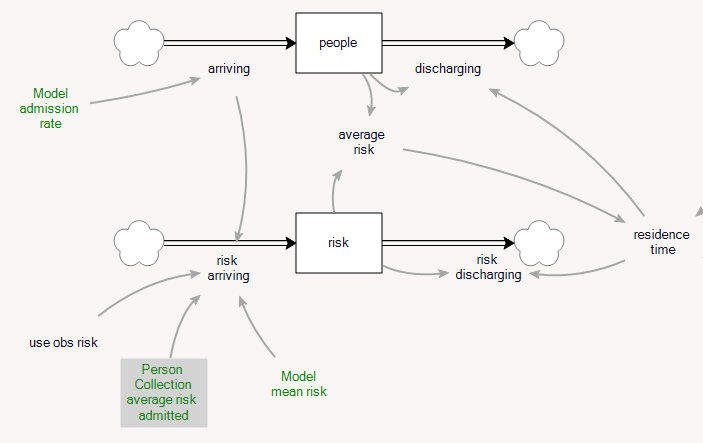 people
arriving
discharging
Model
admission
rate
average
risk
risk
residence
time
risk
arriving
risk
discharging
use obs risk
Person
Collection
average risk
admitted
Model
mean risk